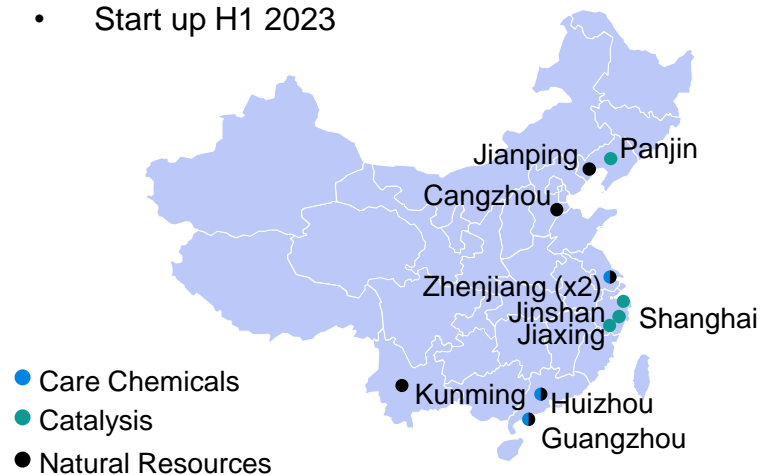 • Start up H1 2023
Jianping
Panjin
Cangzhou
Zhenjiang (x2)
Jinshan
Shanghai
Jiaxing
Care Chemicals
Kunming
Huizhou
Catalysis
Guangzhou
Natural Resources